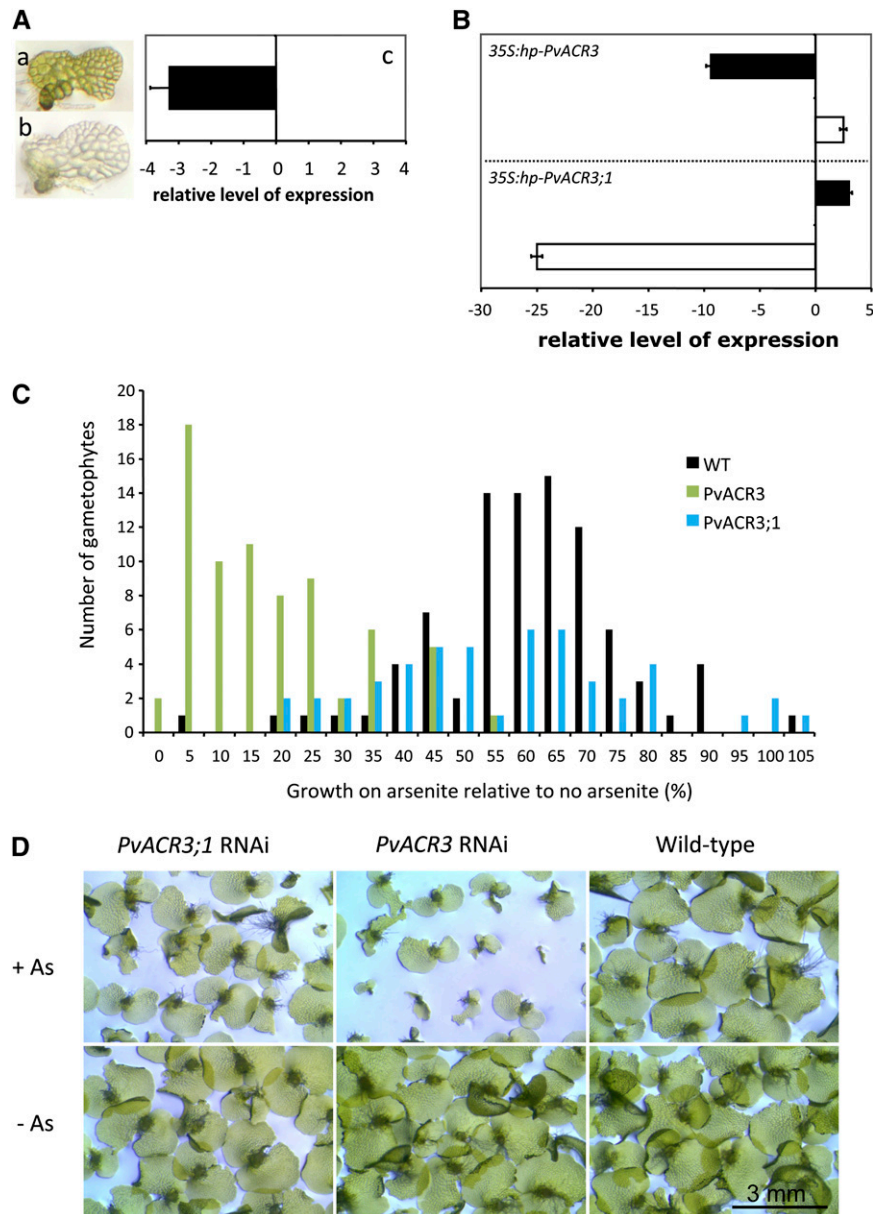 A
a
b
c
-4 -3 -2 -1 0 1 2 3 4
relative level of expression
B
35S:hp-PvACR3
35S:hp-PvACR3;1
-30 -25 -20 -15 -10 -5 0 5
relative level of expression
C
Number of gametophytes
20
18
16
14
12
10
8
6
4
2
0
WT
PvACR3
PvACR3;1
0 5 10 15 20 25 30 35 40 45 50 55 60 65 70 75 80 85 90 95 100 105
Growth on arsenite relative to no arsenite (%)
D
PvACR3;1 RNAi PvACR3 RNAi Wild-type
+ As
- As
3 mm